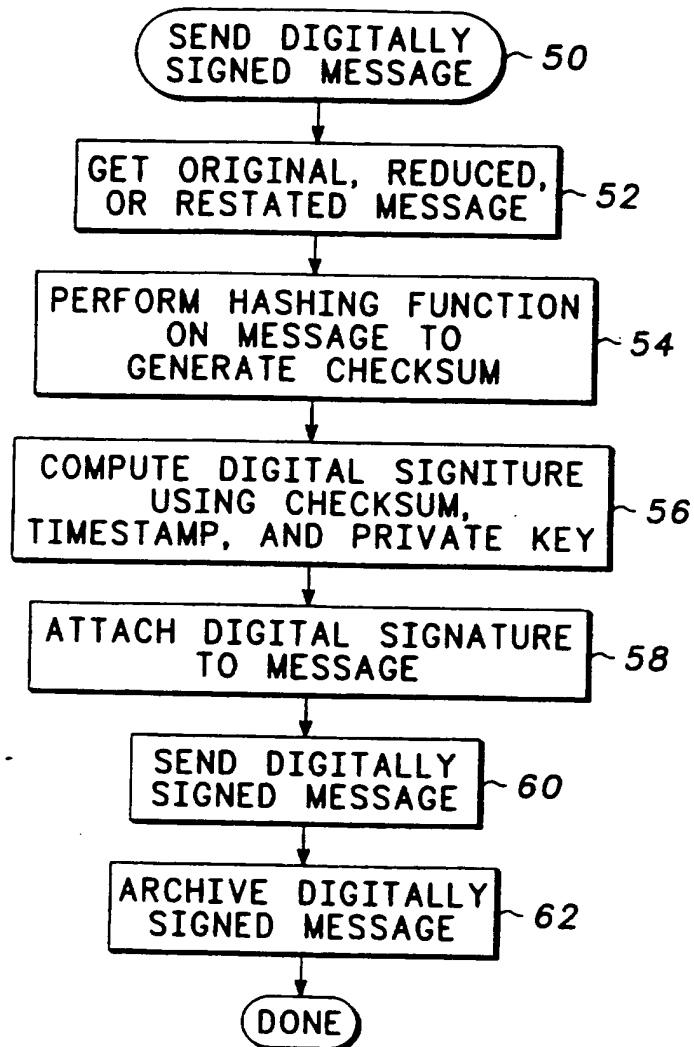 SEND DIGITALLY
SIGNED MESSAGE
50
GET ORIGINAL, REDUCED,
OR RESTATED MESSAGE
52
PERFORM HASHING FUNCTION
ON MESSAGE TO
GENERATE CHECKSUM
54
COMPUTE DIGITAL SIGNITURE
USING CHECKSUM,
TIMESTAMP, AND PRIVATE KEY
56
ATTACH DIGITAL SIGNATURE
TO MESSAGE
58
SEND DIGITALLY
SIGNED MESSAGE
60
ARCHIVE DIGITALLY
SIGNED MESSAGE
62
DONE